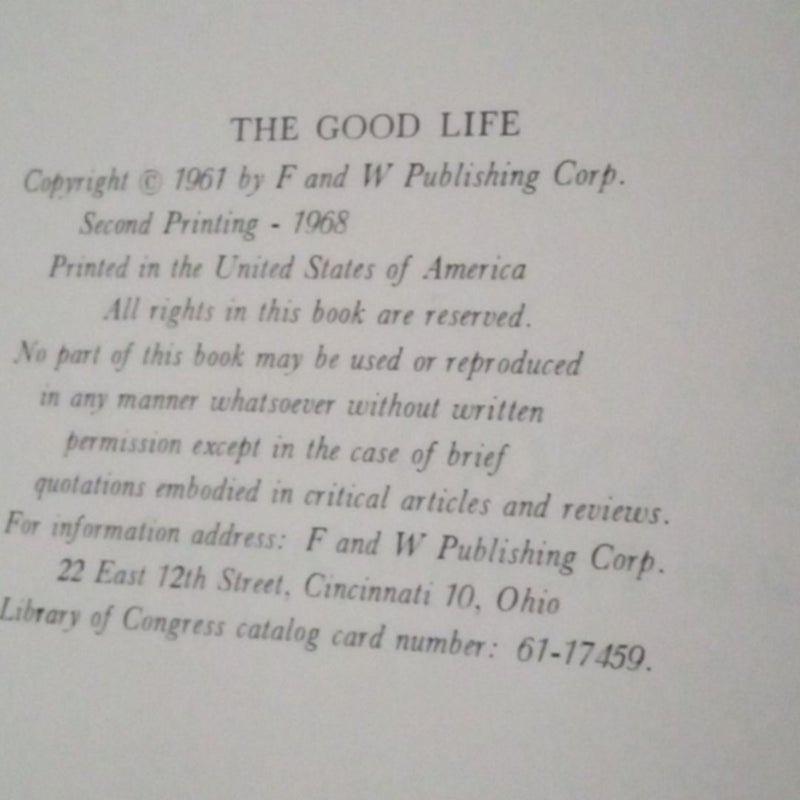 THE GOOD LIFE
Copyright © 1961 by F and W Publishing Corp.
Second Printing - 1968
Printed in the United States of America
All rights in this book are reserved.
No part of this book may be used or reproduced
in any manner whatsoever without written
permission except in the case of brief
quotations embodied in critical articles and reviews.
For information address: F and W Publishing Corp.
22 East 12th Street, Cincinnati 10, Ohio
Library of Congress catalog card number: 61-17459.